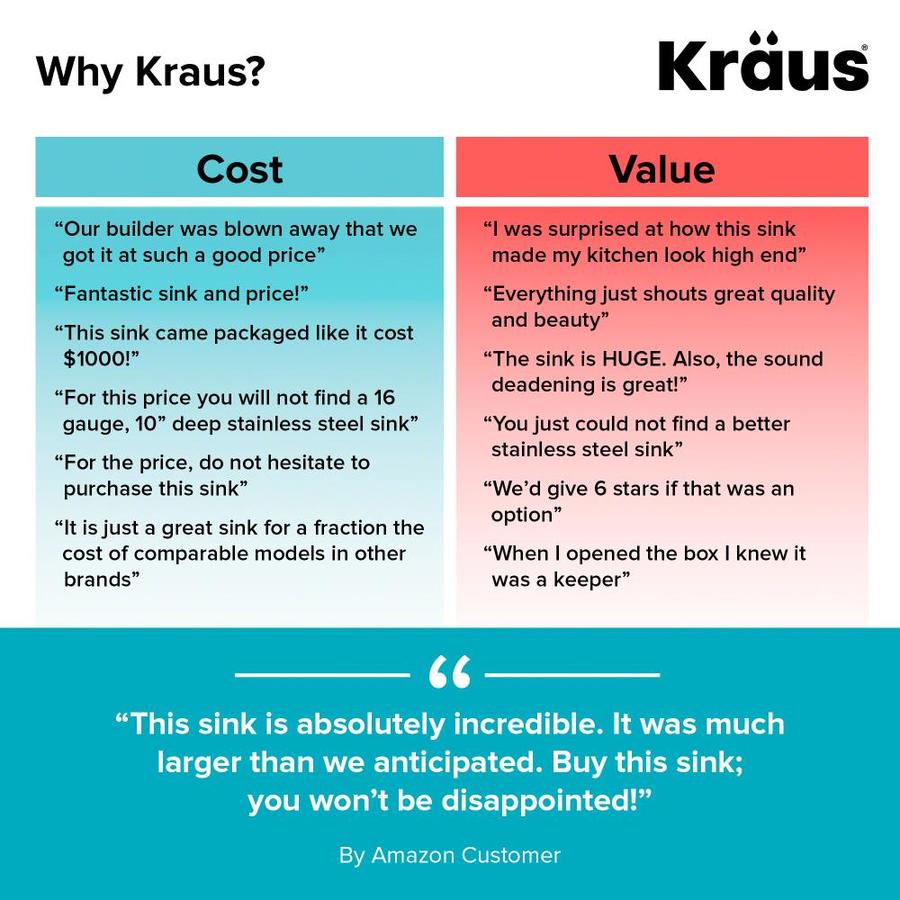 Why Kraus?
Kräus®
Cost
“Our builder was blown away that we
got it at such a good price”
“Fantastic sink and price!”
“This sink came packaged like it cost
$1000!”
“For this price you will not find a 16
gauge, 10” deep stainless steel sink”
“For the price, do not hesitate to
purchase this sink”
“It is just a great sink for a fraction the
cost of comparable models in other
brands”
Value
“I was surprised at how this sink
made my kitchen look high end”
“Everything just shouts great quality
and beauty”
“The sink is HUGE. Also, the sound
deadening is great!”
“You just could not find a better
stainless steel sink”
“We’d give 6 stars if that was an
option”
“When I opened the box I knew it
was a keeper”
“
“This sink is absolutely incredible. It was much
larger than we anticipated. Buy this sink;
you won’t be disappointed!”
By Amazon Customer